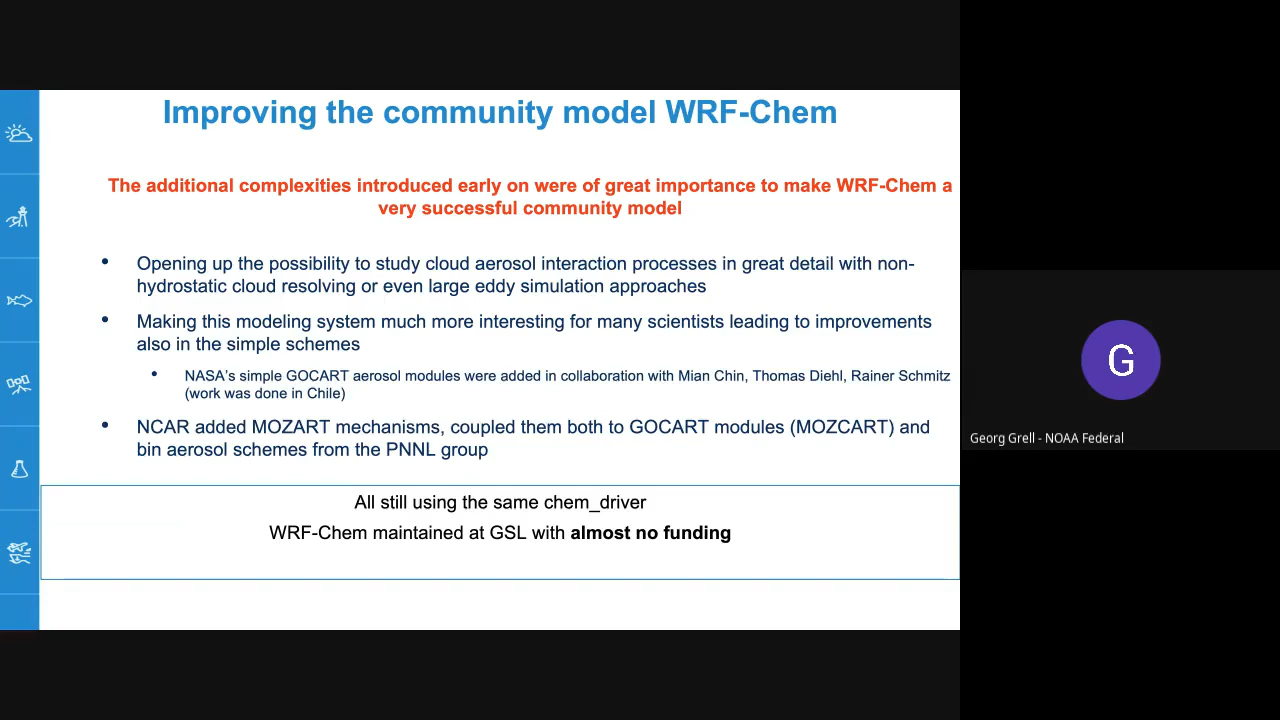 Improving the community model WRF-Chem
The additional complexities introduced early on were of great importance to make WRF-Chem a
very successful community model
• Opening up the possibility to study cloud aerosol interaction processes in great detail with non-
hydrostatic cloud resolving or even large eddy simulation approaches
• Making this modeling system much more interesting for many scientists leading to improvements
also in the simple schemes
• NASA's simple GOCART aerosol modules were added in collaboration with Mian Chin, Thomas Diehl, Rainer Schmitz
(work was done in Chile)
• NCAR added MOZART mechanisms, coupled them both to GOCART modules (MOZCART) and
bin aerosol schemes from the PNNL group
All still using the same chem_driver
WRF-Chem maintained at GSL with almost no funding
G
Georg Grell - NOAA Federal